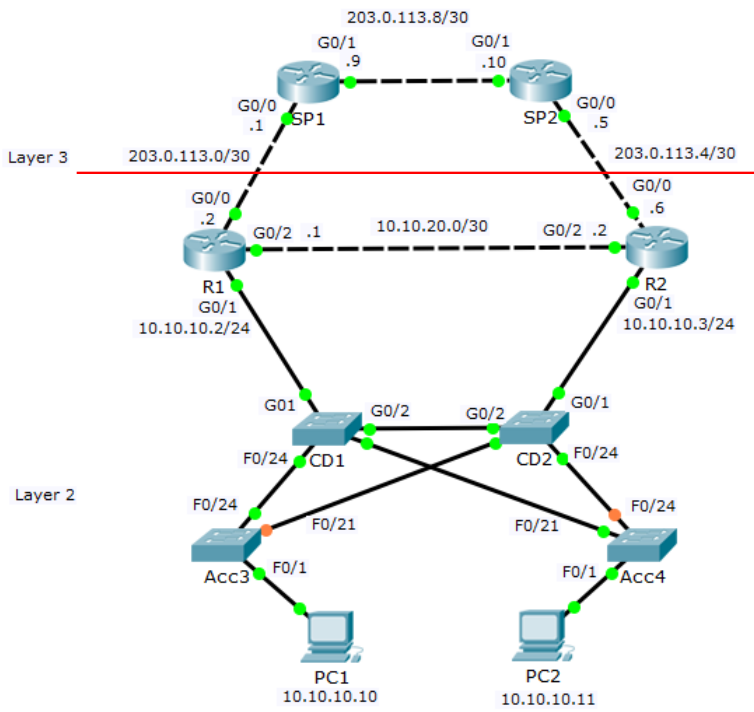 203.0.113.8/30
G0/1
G0/1
.9
.10
G0/0
SP1
SP2
G0/0
.1
.5
Layer 3
203.0.113.0/30
203.0.113.4/30
G0/0
G0/0
.2
.6
G0/2
.1
10.10.20.0/30
G0/2
.2
R1
R2
G0/1
G0/1
10.10.10.2/24
10.10.10.3/24
G01
G0/2
G0/2
G0/1
CD1
CD2
F0/24
F0/24
Layer 2
F0/24
F0/24
F0/21
F0/21
Acc3
F0/1
F0/1
Acc4
PC1
PC2
10.10.10.10
10.10.10.11